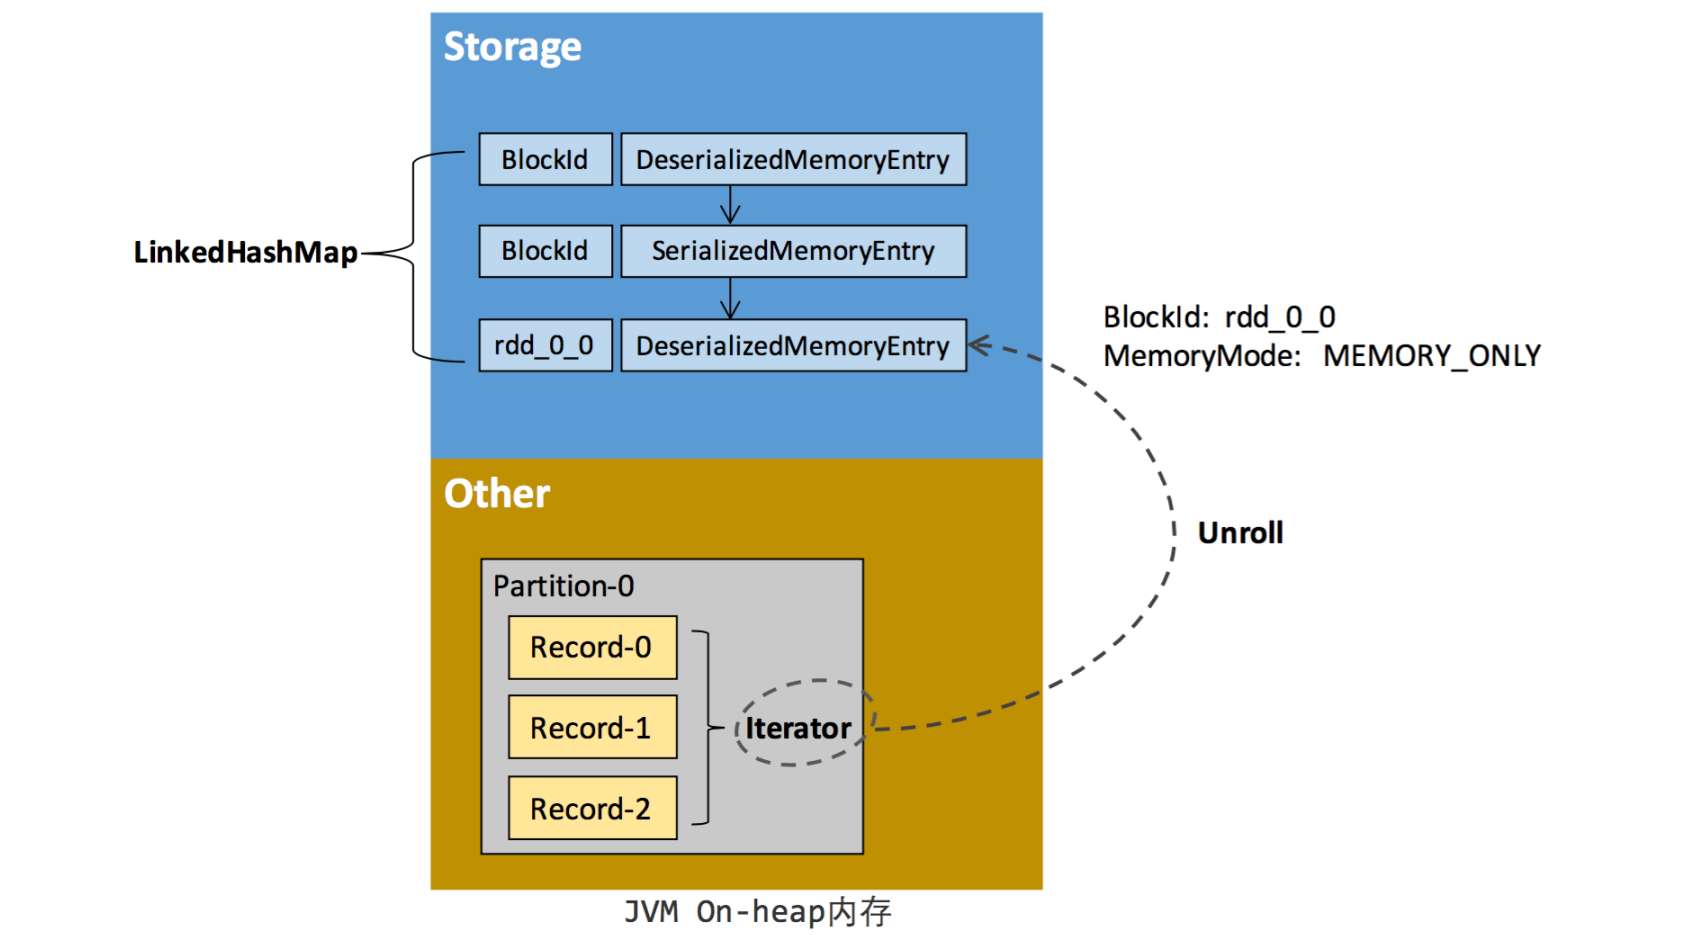 Storage
BlockId DeserializedMemoryEntry
BlockId SerializedMemoryEntry
LinkedHashMap
rdd_0_0 DeserializedMemoryEntry
BlockId: rdd_0_0
MemoryMode: MEMORY_ONLY
Other
Unroll
Partition-0
Record-0
Record-1
Iterator
Record-2
JVM On-heap内存